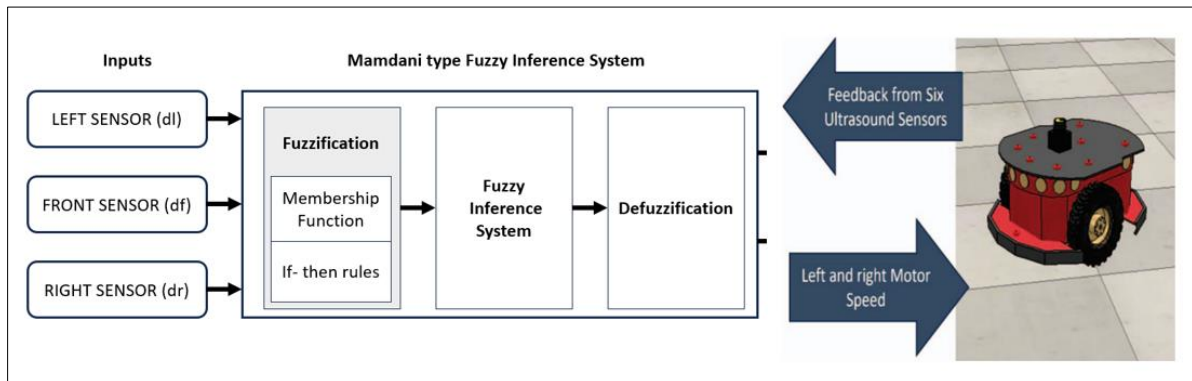 Inputs
Mamdani type Fuzzy Inference System
LEFT SENSOR (dl)
FRONT SENSOR (df)
RIGHT SENSOR (dr)
Fuzzification
Membership
Function
If- then rules
Fuzzy
Inference
System
Defuzzification
Feedback from Six
Ultrasound Sensors
Left and right Motor
Speed